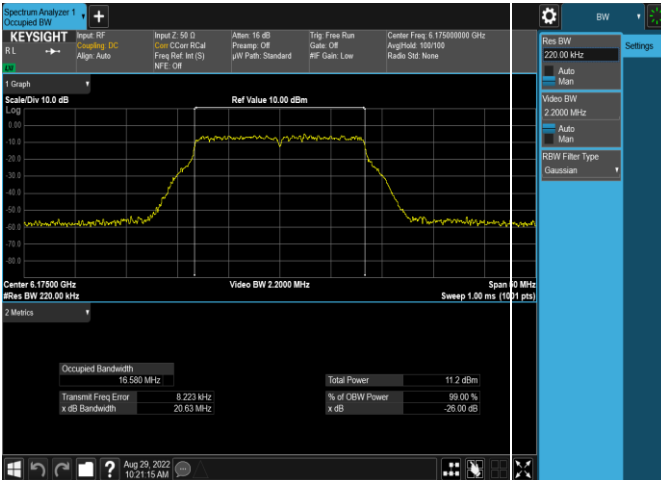 Spectrum Analyzer 1
Occupied BW
+
BW
KEYSIGHT
RL
Input: RF
Coupling: DC
Align: Auto
Input Z: 50 Ω
Corr CCorr RCal
Freq Ref: Int (S)
NFE: Off
Atten: 16 dB
Preamp: Off
µW Path: Standard
Trig: Free Run
Gate: Off
#IF Gain: Low
Center Freq: 6.175000000 GHz
Avg|Hold: 100/100
Radio Std: None
Res BW
220.00 kHz
Auto
Man
Settings
Video BW
2.2000 MHz
Auto
Man
RBW Filter Type
Gaussian
1 Graph
Scale/Div 10.0 dB
Ref Value 10.00 dBm
Log
0.00
-10.0
-20.0
-30.0
-40.0
-50.0
-60.0
-70.0
-80.0
Center 6.17500 GHz
Video BW 2.2000 MHz
Span 50 MHz
#Res BW 220.00 kHz
Sweep 1.00 ms (1001 pts)
2 Metrics
Occupied Bandwidth
16.580 MHz
Total Power 11.2 dBm
Transmit Freq Error 8.223 kHz
% of OBW Power 99.00 %
x dB Bandwidth 20.63 MHz
x dB -26.00 dB
?
Aug 29, 2022
10:21:15 AM